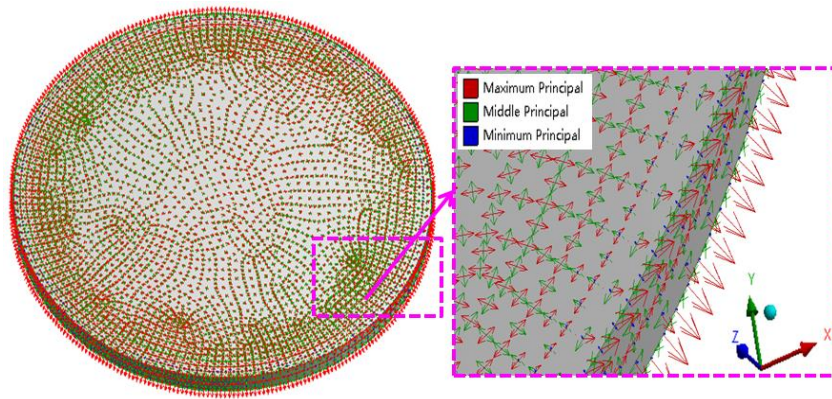 Maximum Principal
Middle Principal
Minimum Principal
Y
Z
X